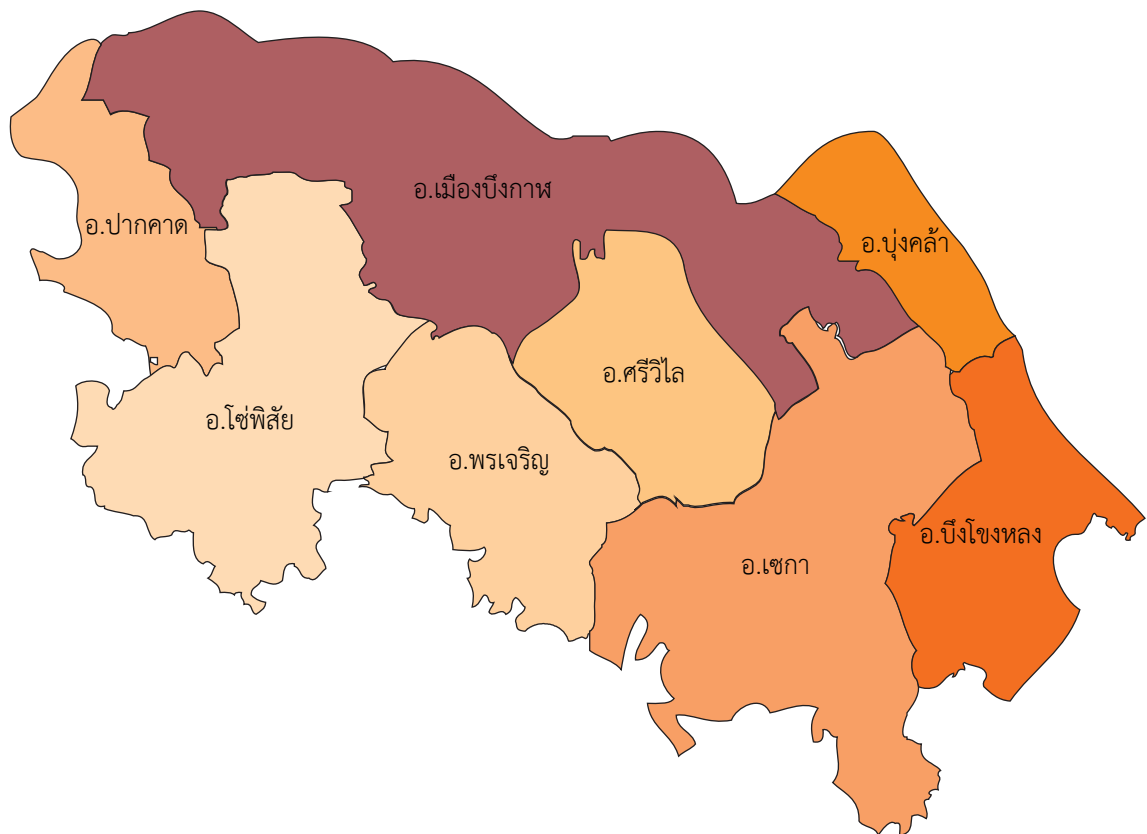 อ.เมืองบึงกาฬ
อ.ปากคาด
อ.บุ่งคล้า
อ.ศรีวิไล
อ.โซ่พิสัย
อ.พรเจริญ
อ.บึงโขงหลง
อ.เซกา